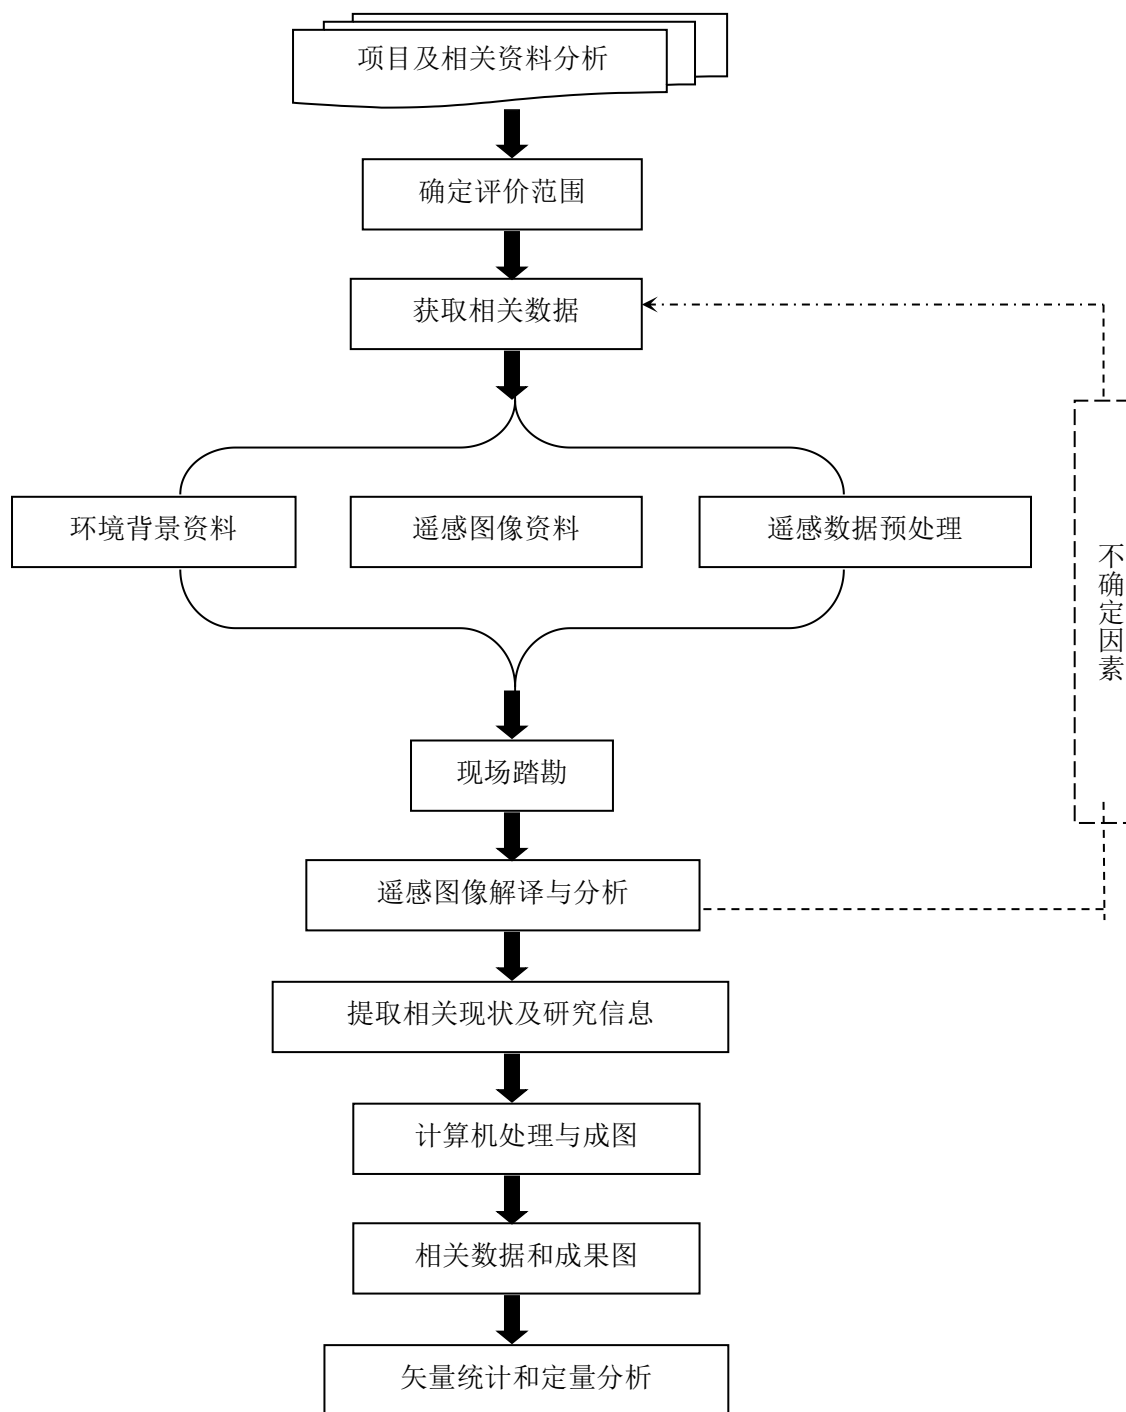 项目及相关资料分析
确定评价范围
获取相关数据
环境背景资料
遥感图像资料
遥感数据预处理
不确定因素
现场踏勘
遥感图像解译与分析
提取相关现状及研究信息
计算机处理与成图
相关数据和成果图
矢量统计和定量分析